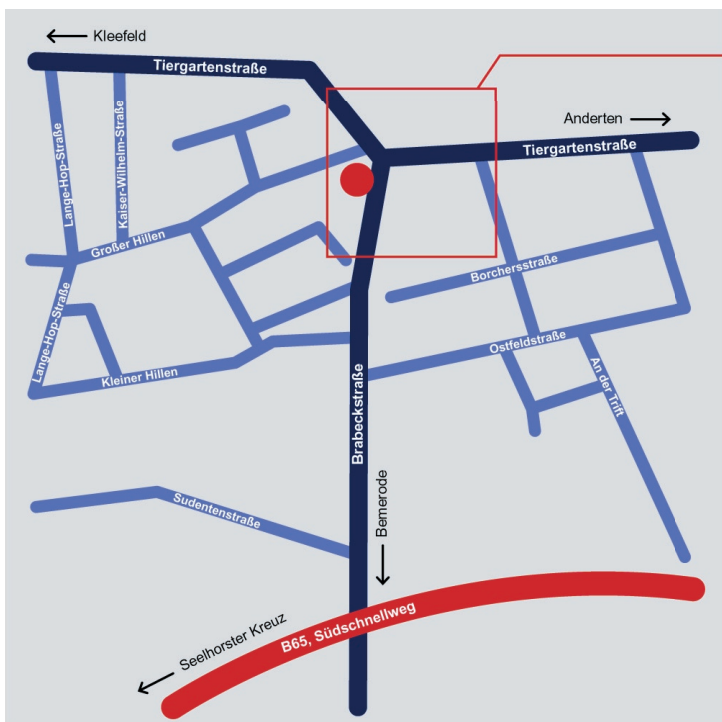 Kleefeld
Tiergartenstraße
Anderten
Tiergartenstraße
Lange-Hop-Straße
Kaiser-Wilhelm-Straße
Großer Hillen
Borchersstraße
Lange-Hop-Straße
Ostfeldstraße
Kleiner Hillen
An der Trift
Brabeckstraße
Sudentenstraße
Bemerode
B65, Südschnellweg
Seelhorster Kreuz